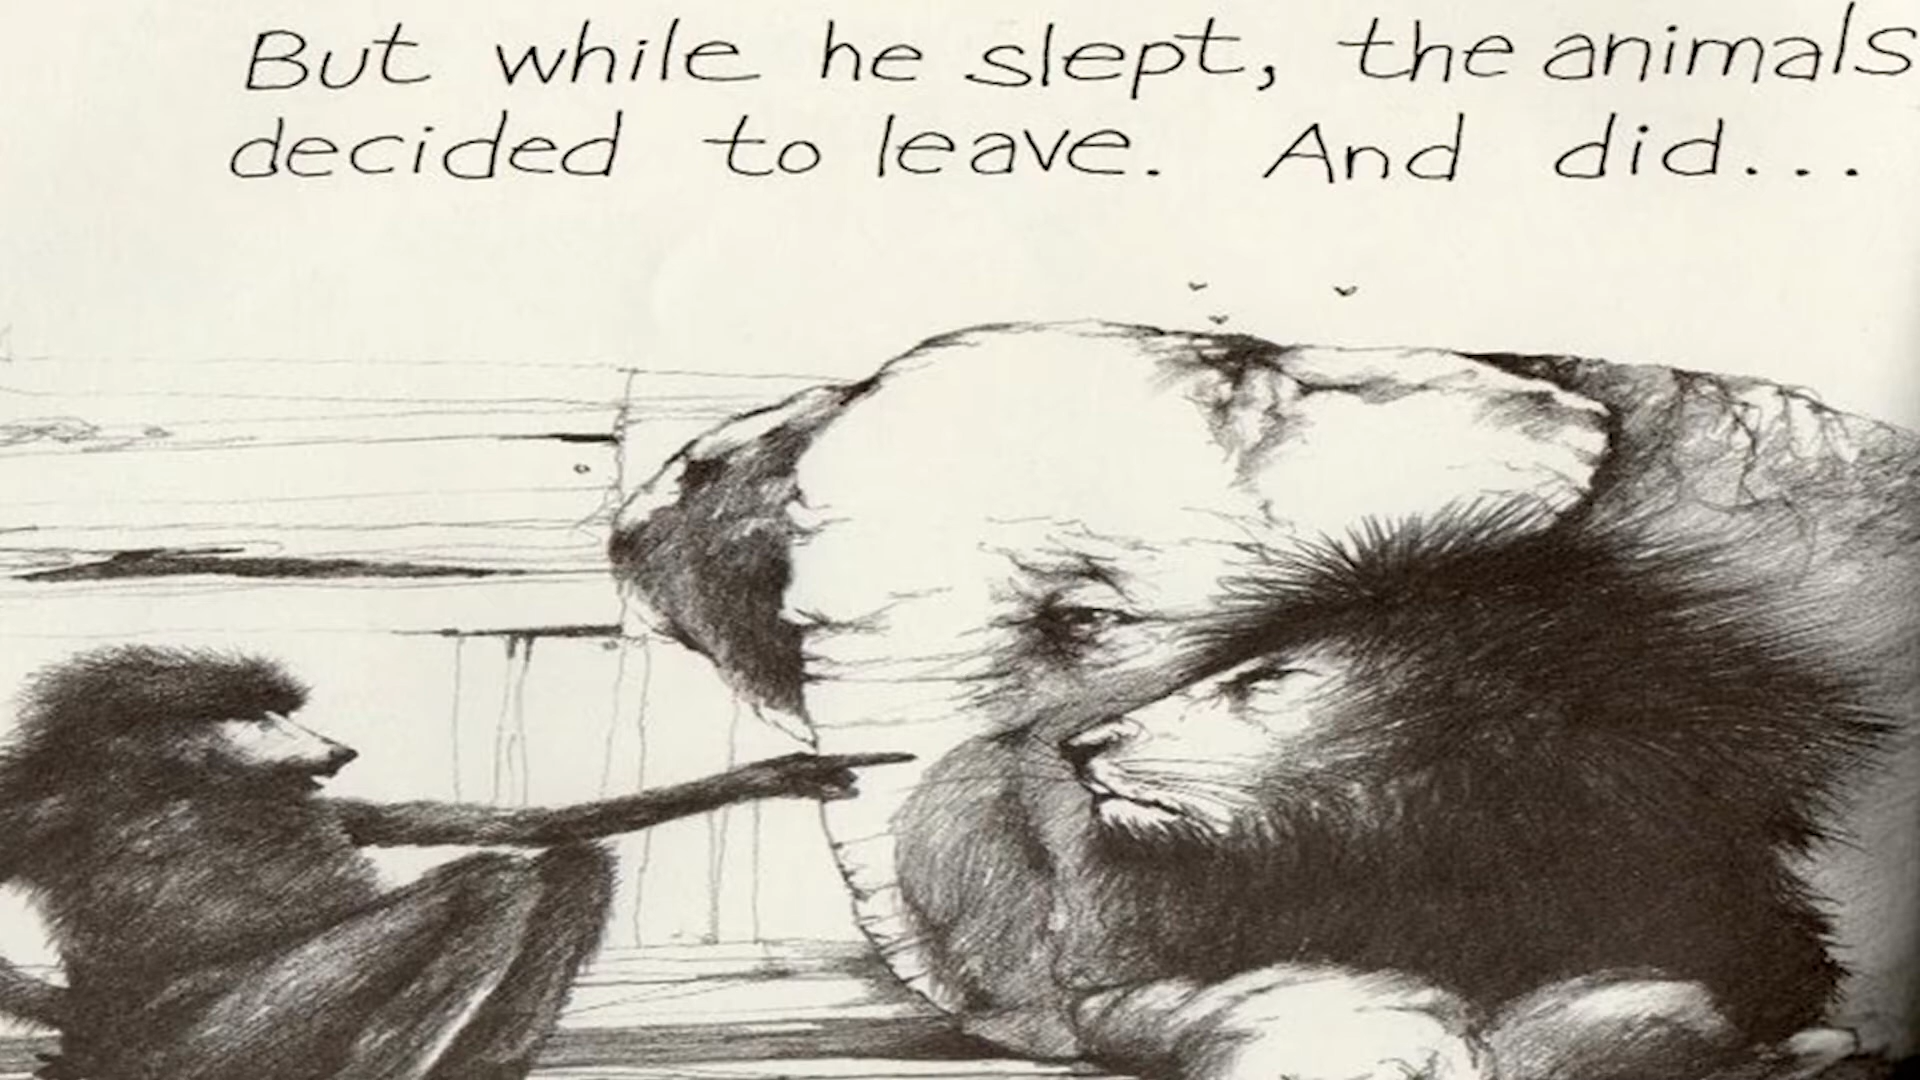 But while he slept, the animals
decided to leave. And did...